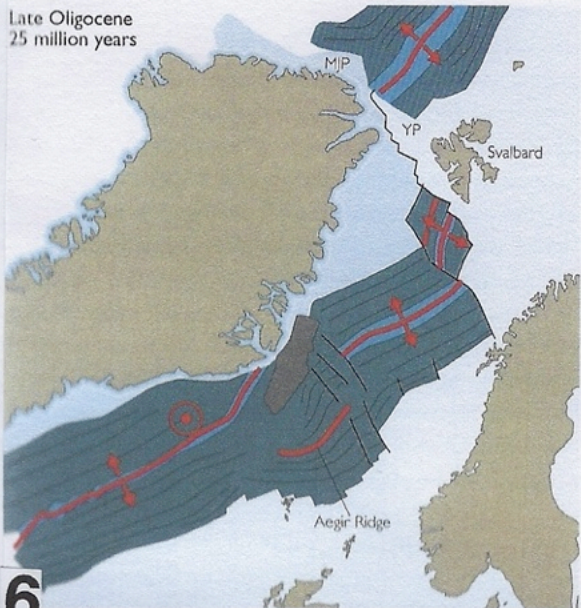 Late Oligocene
25 million years
MJP
YP
Svalbard
Aegir Ridge
6